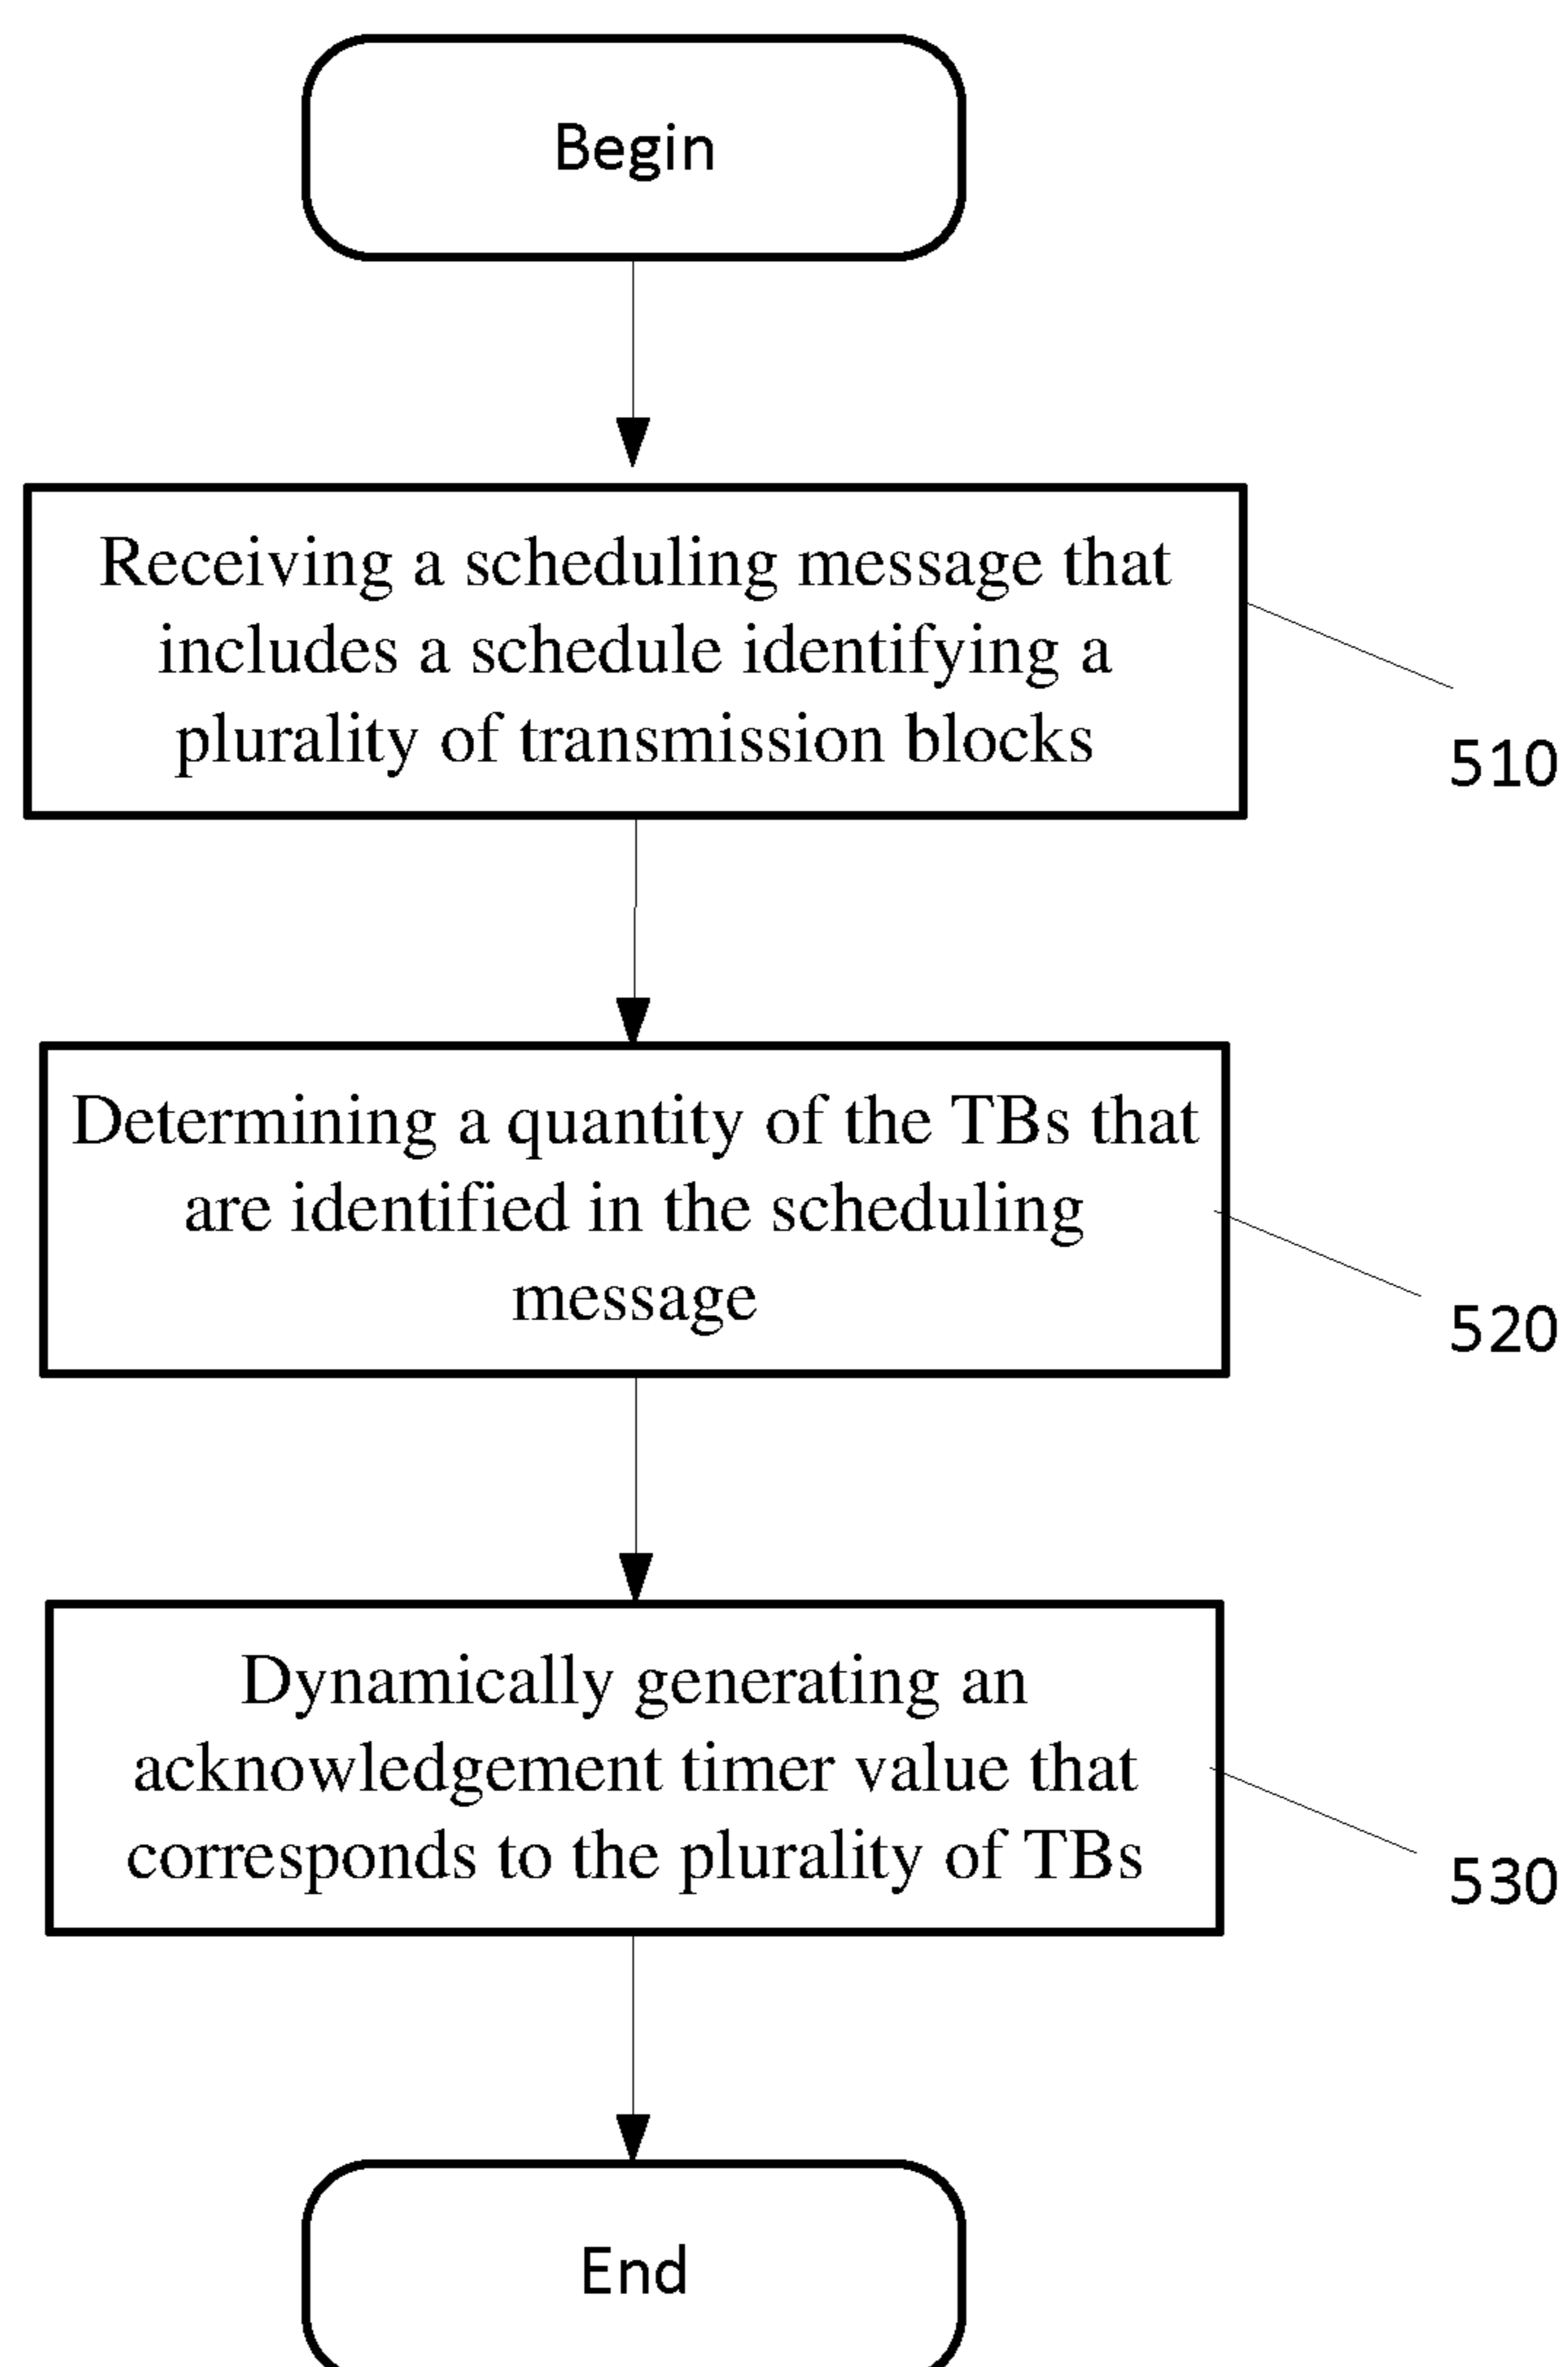 Begin
Receiving a scheduling message that
includes a schedule identifying a
plurality of transmission blocks
510
Determining a quantity of the TBs that
are identified in the scheduling
message
520
Dynamically generating an
acknowledgement timer value that
corresponds to the plurality of TBs
530
End